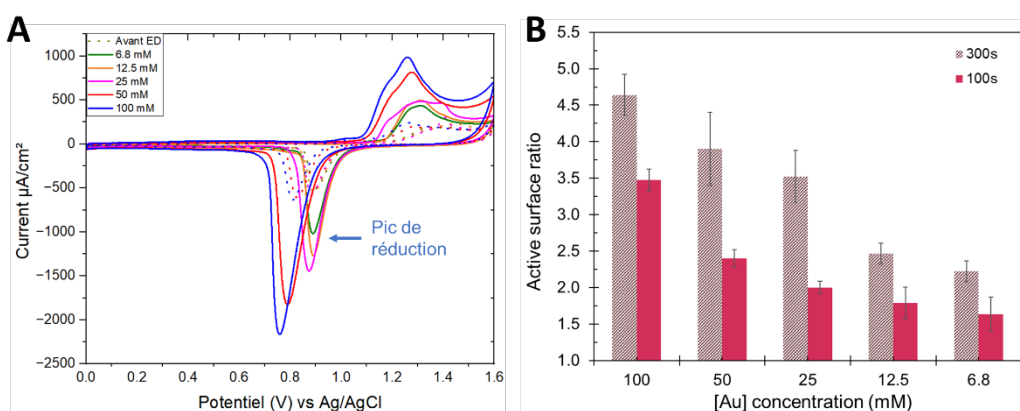 A
Avant ED
6.8 mM
12.5 mM
25 mM
50 mM
100 mM
1000
500
0
−500
−1000
−1500
−2000
−2500
Current µA/cm²
Pic de
réduction
0.0 0.2 0.4 0.6 0.8 1.0 1.2 1.4 1.6
Potentiel (V) vs Ag/AgCl
B
300s
100s
5.5
5.0
4.5
4.0
3.5
3.0
2.5
2.0
1.5
1.0
Active surface ratio
100 50 25 12.5 6.8
[Au] concentration (mM)